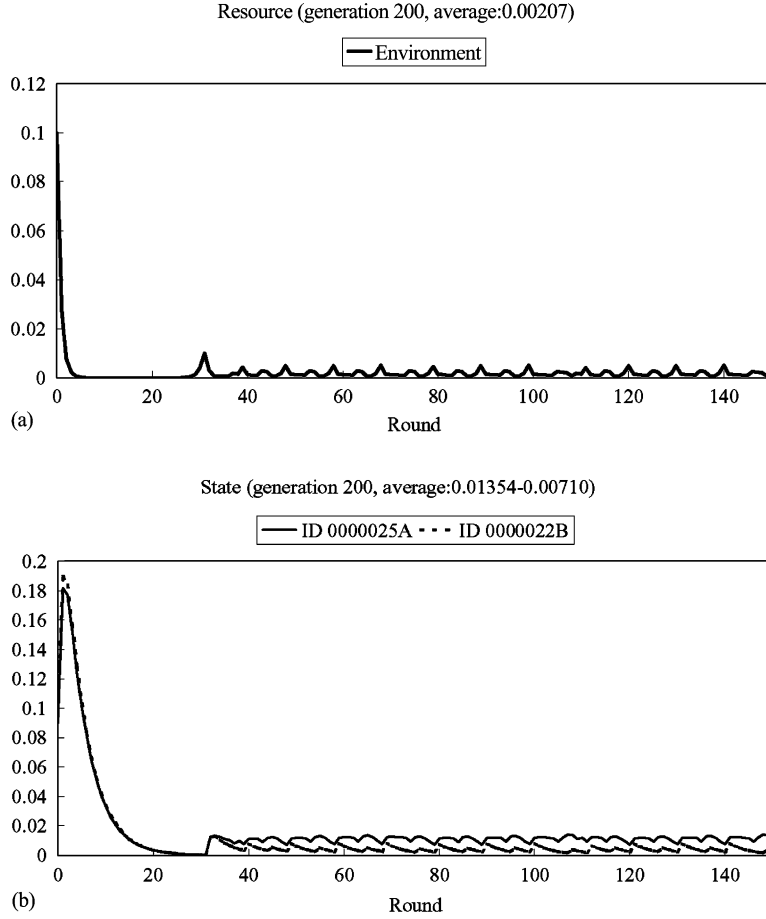 Resource (generation 200, average:0.00207)
Environment
0.12
0.1
0.08
0.06
0.04
0.02
0
0 20 40 60 80 100 120 140
(a)
Round
State (generation 200, average:0.01354-0.00710)
ID 0000025A ID 0000022B
0.2
0.18
0.16
0.14
0.12
0.1
0.08
0.06
0.04
0.02
0
0 20 40 60 80 100 120 140
(b)
Round